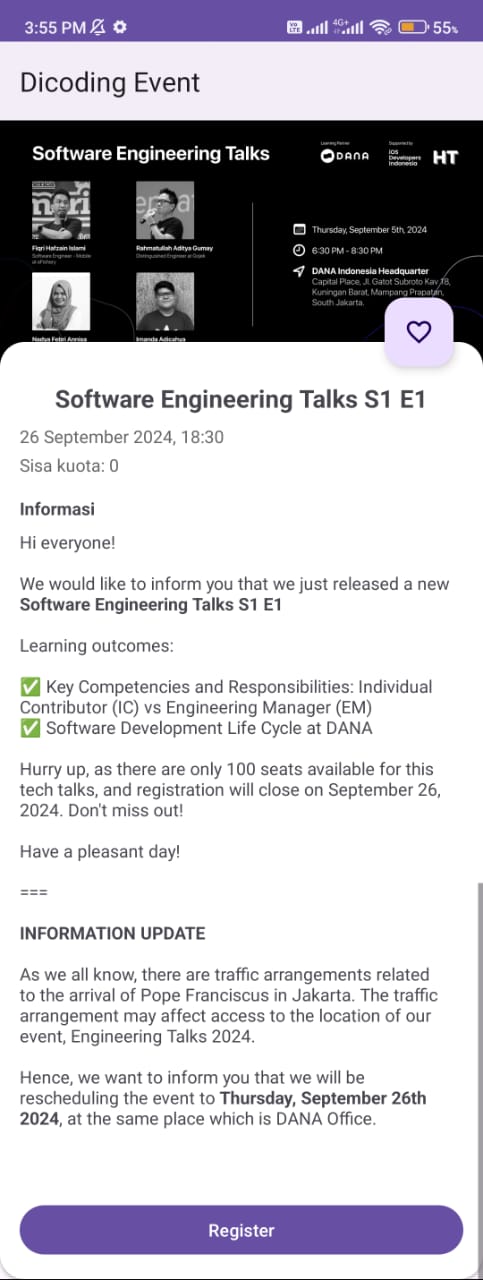 3:55 PM
Vo LTE
4G+
55%
Dicoding Event
Software Engineering Talks
Learning Partner
DANA
Supported by
iOS
Developers
Indonesia
HT
Fiqri Hafzain Islami
Software Engineer - Mobile
at eFishery
Rahmatullah Aditya Gumay
Distinguished Engineer at Gojek
Thursday, September 5th, 2024
6:30 PM - 8:30 PM
DANA Indonesia Headquarter
Capital Place, Jl. Gatot Subroto Kav 18,
Kuningan Barat, Mampang Prapatan,
South Jakarta.
Software Engineering Talks S1 E1
26 September 2024, 18:30
Sisa kuota: 0
Informasi
Hi everyone!
We would like to inform you that we just released a new
Software Engineering Talks S1 E1
Learning outcomes:
✅ Key Competencies and Responsibilities: Individual
Contributor (IC) vs Engineering Manager (EM)
✅ Software Development Life Cycle at DANA
Hurry up, as there are only 100 seats available for this
tech talks, and registration will close on September 26,
2024. Don't miss out!
Have a pleasant day!
===
INFORMATION UPDATE
As we all know, there are traffic arrangements related
to the arrival of Pope Franciscus in Jakarta. The traffic
arrangement may affect access to the location of our
event, Engineering Talks 2024.
Hence, we want to inform you that we will be
rescheduling the event to Thursday, September 26th
2024, at the same place which is DANA Office.
Register